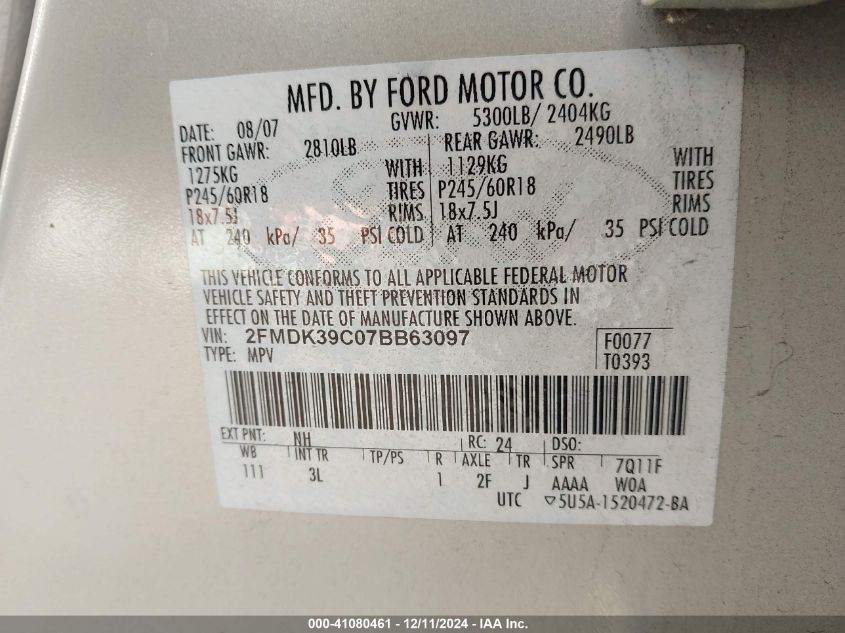 MFD. BY FORD MOTOR CO.
DATE: 08/07 GVWR: 5300LB/ 2404KG
FRONT GAWR: 2810LB REAR GAWR: 2490LB
1275KG WITH 1129KG WITH
P245/60R18 TIRES P245/60R18 TIRES
18x7.5J RIMS 18x7.5J RIMS
AT 240 kPa/ 35 PSI COLD AT 240 kPa/ 35 PSI COLD
THIS VEHICLE CONFORMS TO ALL APPLICABLE FEDERAL MOTOR
VEHICLE SAFETY AND THEFT PREVENTION STANDARDS IN
EFFECT ON THE DATE OF MANUFACTURE SHOWN ABOVE.
VIN: 2FMDK39C07BB63097 F0077
TYPE: MPV T0393
EXT PNT: NH RC: 24 DSO:
WB INT TR TP/PS R AXLE TR SPR 7Q11F
111 3L 1 2F J AAAA WOA
UTC ▽5U5A-1520472-BA
000-41080461 - 12/11/2024 - IAA Inc.